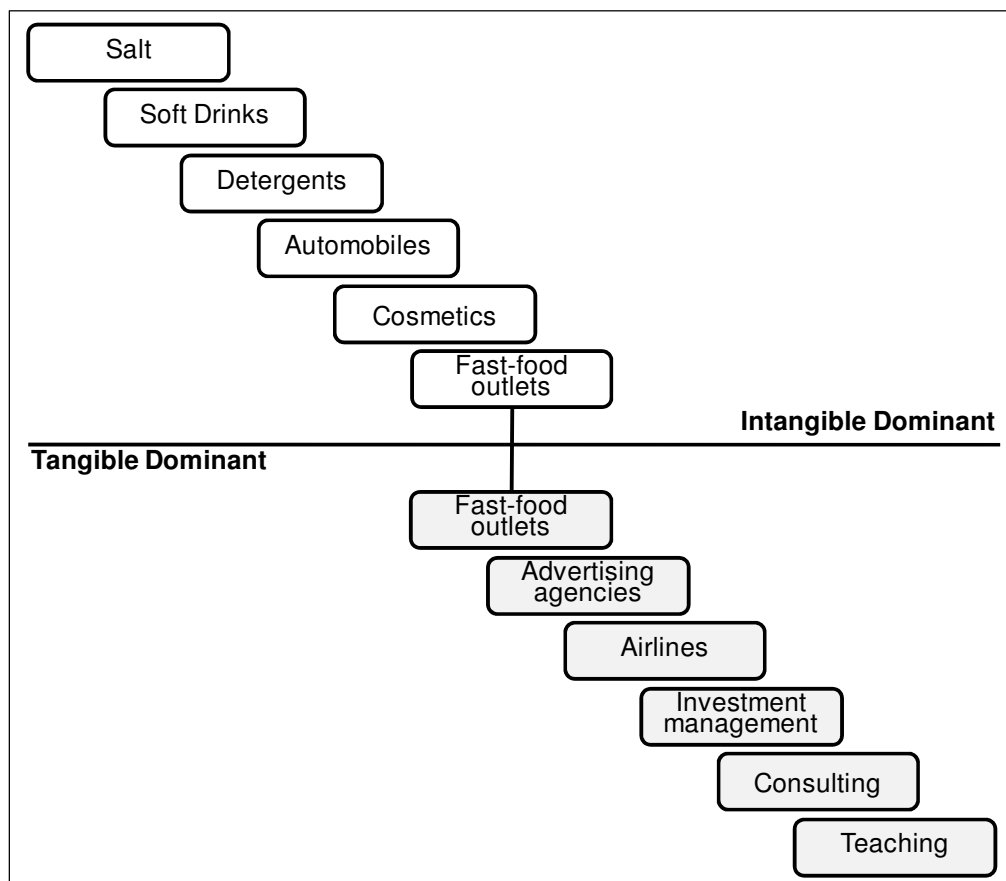 Salt
Soft Drinks
Detergents
Automobiles
Cosmetics
Fast-food
outlets
Intangible Dominant
Tangible Dominant
Fast-food
outlets
Advertising
agencies
Airlines
Investment
management
Consulting
Teaching